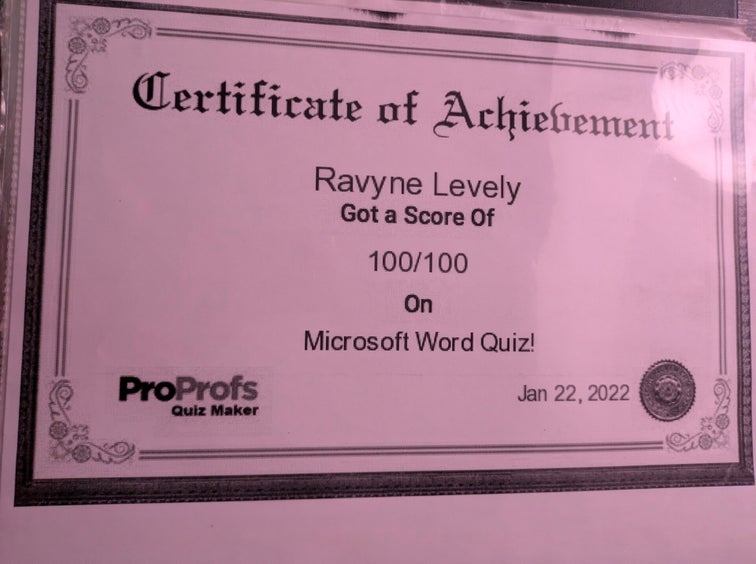 Certificate of Achievement
Ravyne Levely
Got a Score Of
100/100
On
Microsoft Word Quiz!
ProProfs
Quiz Maker
Jan 22, 2022